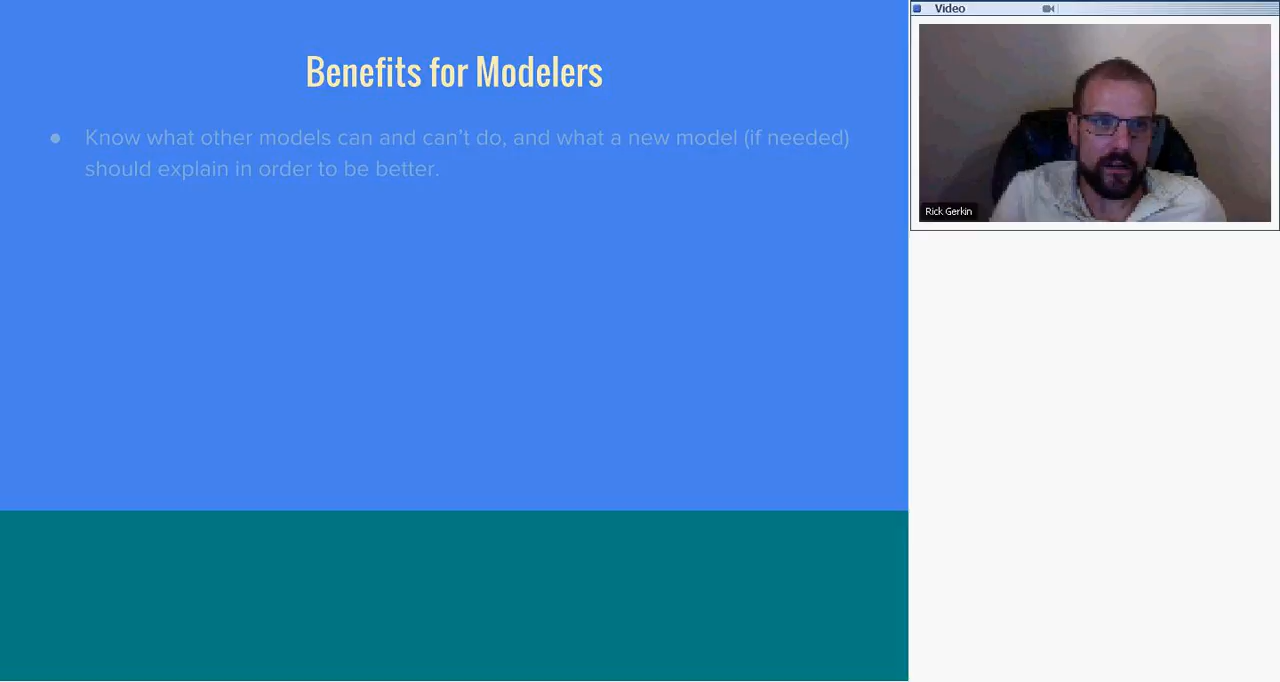 Benefits for Modelers
● Know what other models can and can't do, and what a new model (if needed)
should explain in order to be better.
Video
Rick Gerkin